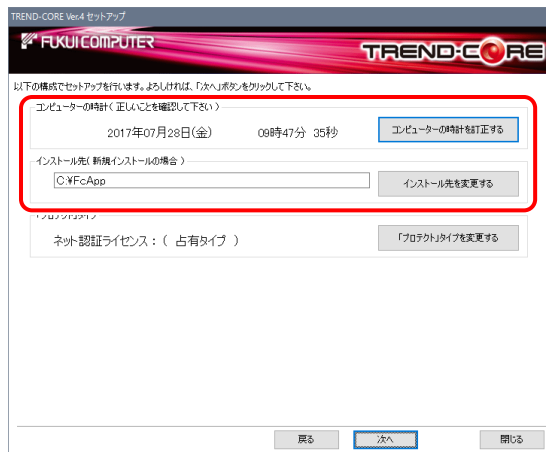 TREND-CORE Ver.4 セットアップ
FUKUI COMPUTER
TREND-CORE
以下の構成でセットアップを行います。よろしければ、「次へ」ボタンをクリックして下さい。
コンピューターの時計( 正しいことを確認して下さい )
2017年07月28日(金) 09時47分 35秒 コンピューターの時計を訂正する
インストール先( 新規インストールの場合 )
C:¥FcApp インストール先を変更する
「プロテクト」タイプ
ネット認証ライセンス : ( 占有タイプ ) 「プロテクト」タイプを変更する
戻る 次へ 閉じる